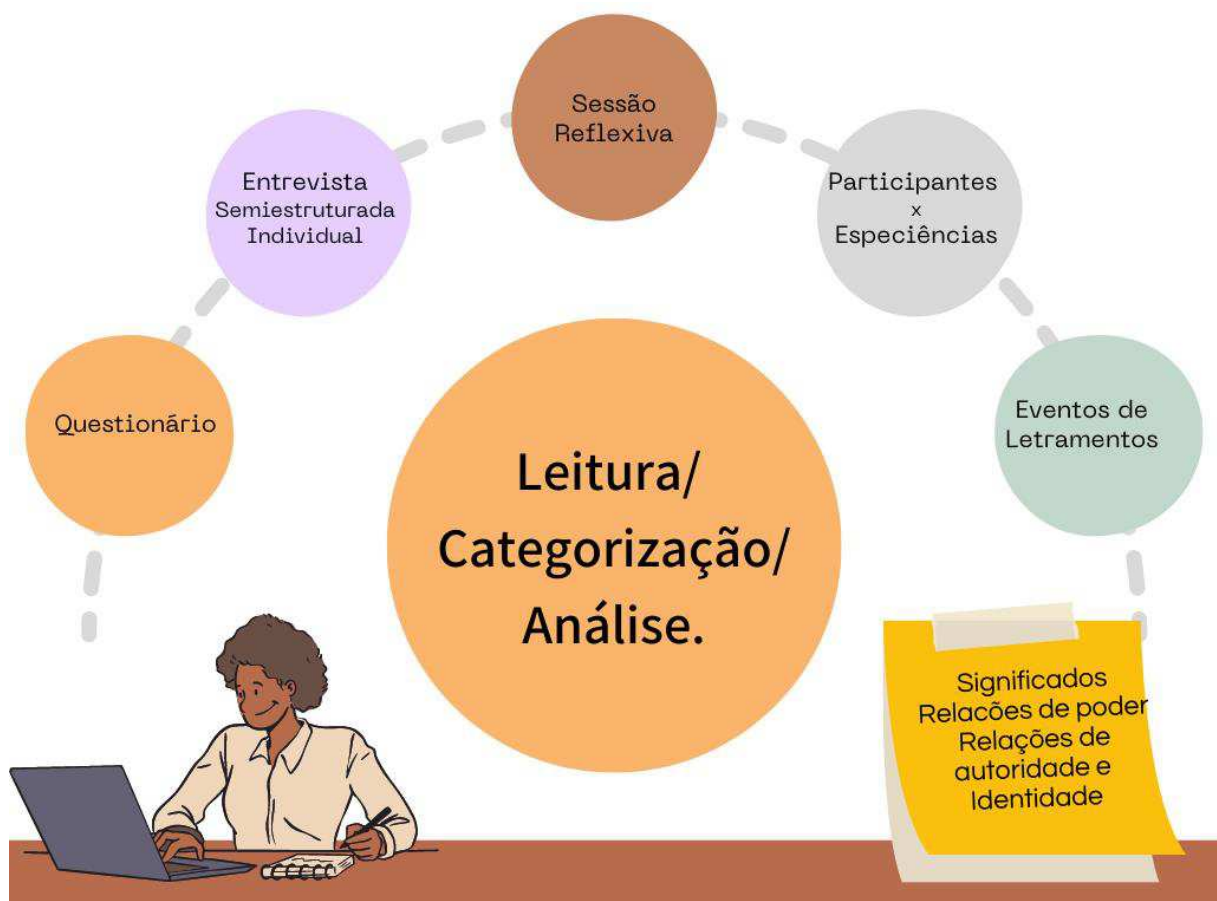 Sessão
Reflexiva
Entrevista
Semiestruturada
Individual
Participantes
x
Especiências
Questionário
Eventos de
Letramentos
Leitura/
Categorização/
Análise.
Significados
Relacões de poder
Relações de
autoridade e
Identidade